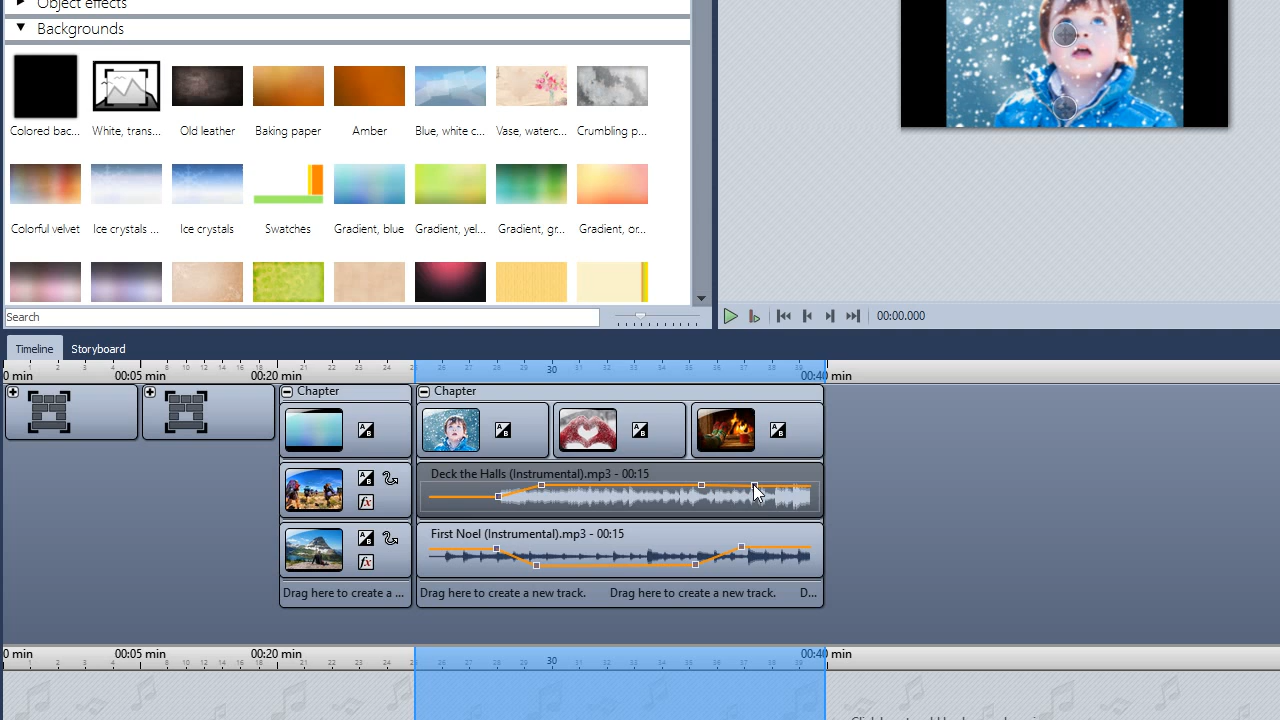 Object effects
Backgrounds
Colored bac...
White, trans...
Old leather
Baking paper
Amber
Blue, white c...
Vase, waterc...
Crumbling p...
Colorful velvet
Ice crystals ...
Ice crystals
Swatches
Gradient, blue
Gradient, yel...
Gradient, gr...
Gradient, or...
Search
00:00.000
Timeline
Storyboard
0 min 00:05 min 00:20 min 30 00:40 min
Chapter
Chapter
Deck the Halls (Instrumental).mp3 - 00:15
First Noel (Instrumental).mp3 - 00:15
Drag here to create a ...
Drag here to create a new track.
Drag here to create a new track.
D...
0 min 00:05 min 00:20 min 30 00:40 min